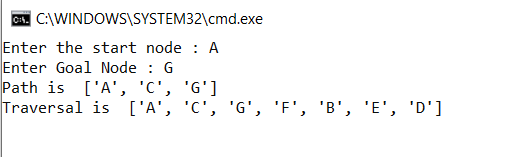 C:\WINDOWS\SYSTEM32\cmd.exe
Enter the start node : A
Enter Goal Node : G
Path is  ['A', 'C', 'G']
Traversal is  ['A', 'C', 'G', 'F', 'B', 'E', 'D']